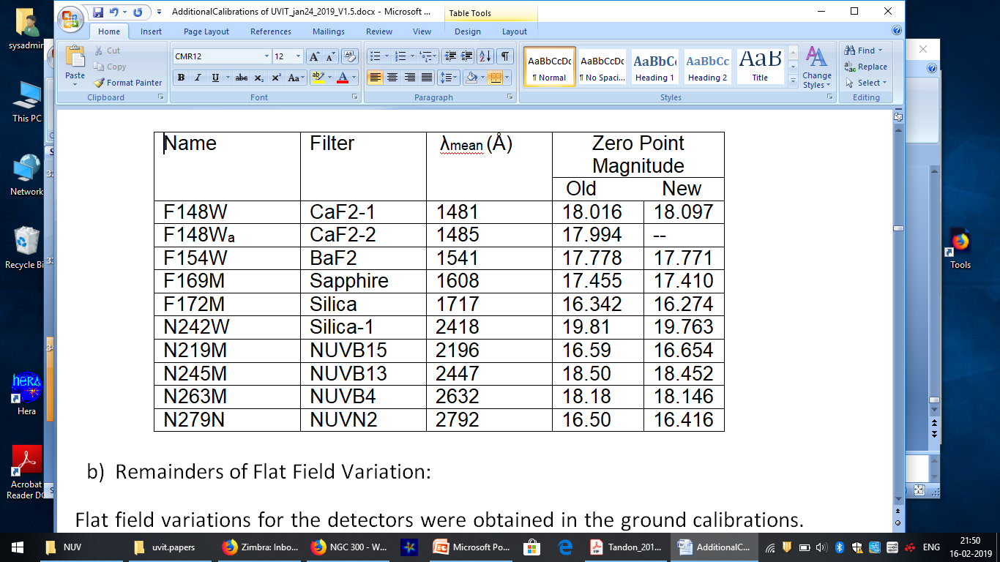 AdditionalCalibrations of UVIT_jan24_2019_V1.5.docx - Microsoft ...
Table Tools
Home Insert Page Layout References Mailings Review View Design Layout
Paste
Cut
Copy
Format Painter
Clipboard
CMR12 12
B I U abc x₂ x² Aa
Font
Paragraph
AaBbCcDc AaBbCcDc AaBbC AaBbCc AaB
¶ Normal ¶ No Spaci... Heading 1 Heading 2 Title
Change Styles
Styles
Find
Replace
Select
Editing
sysadmin
This PC
Network
Recycle Bi
Hera
Acrobat
Reader DC
Tools
Name Filter λmean (Å) Zero Point
Magnitude
Old New
F148W CaF2-1 1481 18.016 18.097
F148Wa CaF2-2 1485 17.994 --
F154W BaF2 1541 17.778 17.771
F169M Sapphire 1608 17.455 17.410
F172M Silica 1717 16.342 16.274
N242W Silica-1 2418 19.81 19.763
N219M NUVB15 2196 16.59 16.654
N245M NUVB13 2447 18.50 18.452
N263M NUVB4 2632 18.18 18.146
N279N NUVN2 2792 16.50 16.416
b) Remainders of Flat Field Variation:
Flat field variations for the detectors were obtained in the ground calibrations.
NUV uvit.papers Zimbra: Inbo... NGC 300 - W... Microsoft Po... Tandon_201... AdditionalC... ENG 21:50
16-02-2019